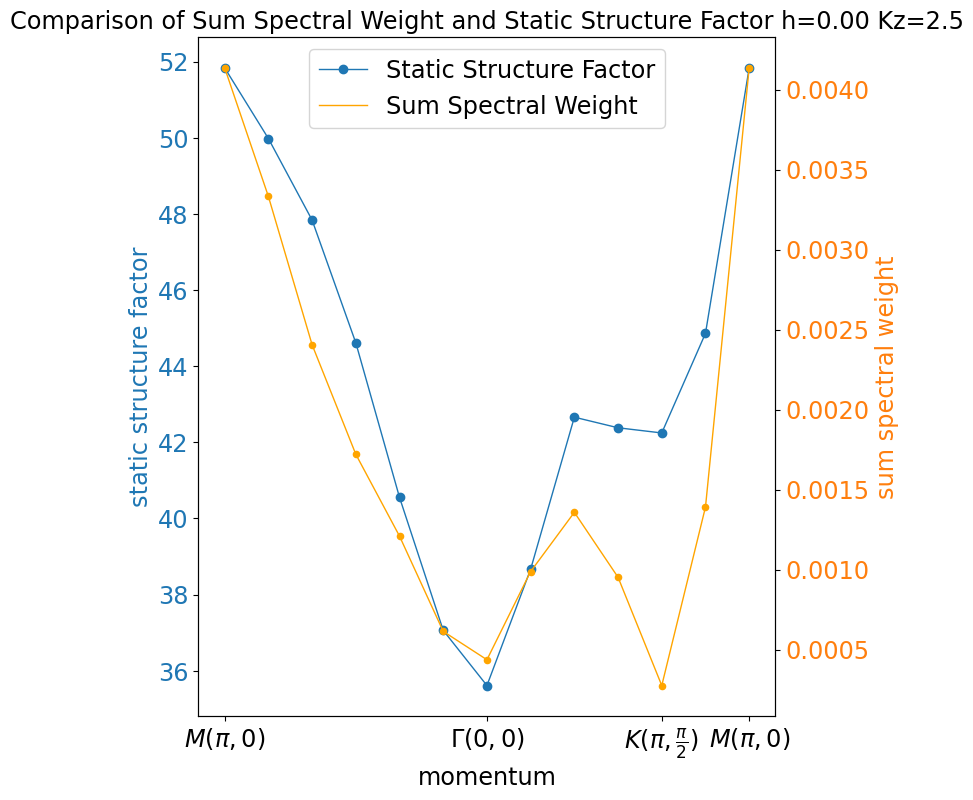 Comparison of Sum Spectral Weight and Static Structure Factor h=0.00 Kz=2.5
Static Structure Factor
Sum Spectral Weight
static structure factor
52
50
48
46
44
42
40
38
36
0.0040
0.0035
0.0030
0.0025
0.0020
0.0015
0.0010
0.0005
sum spectral weight
M(π, 0) Γ(0, 0) K(π, π/2) M(π, 0)
momentum